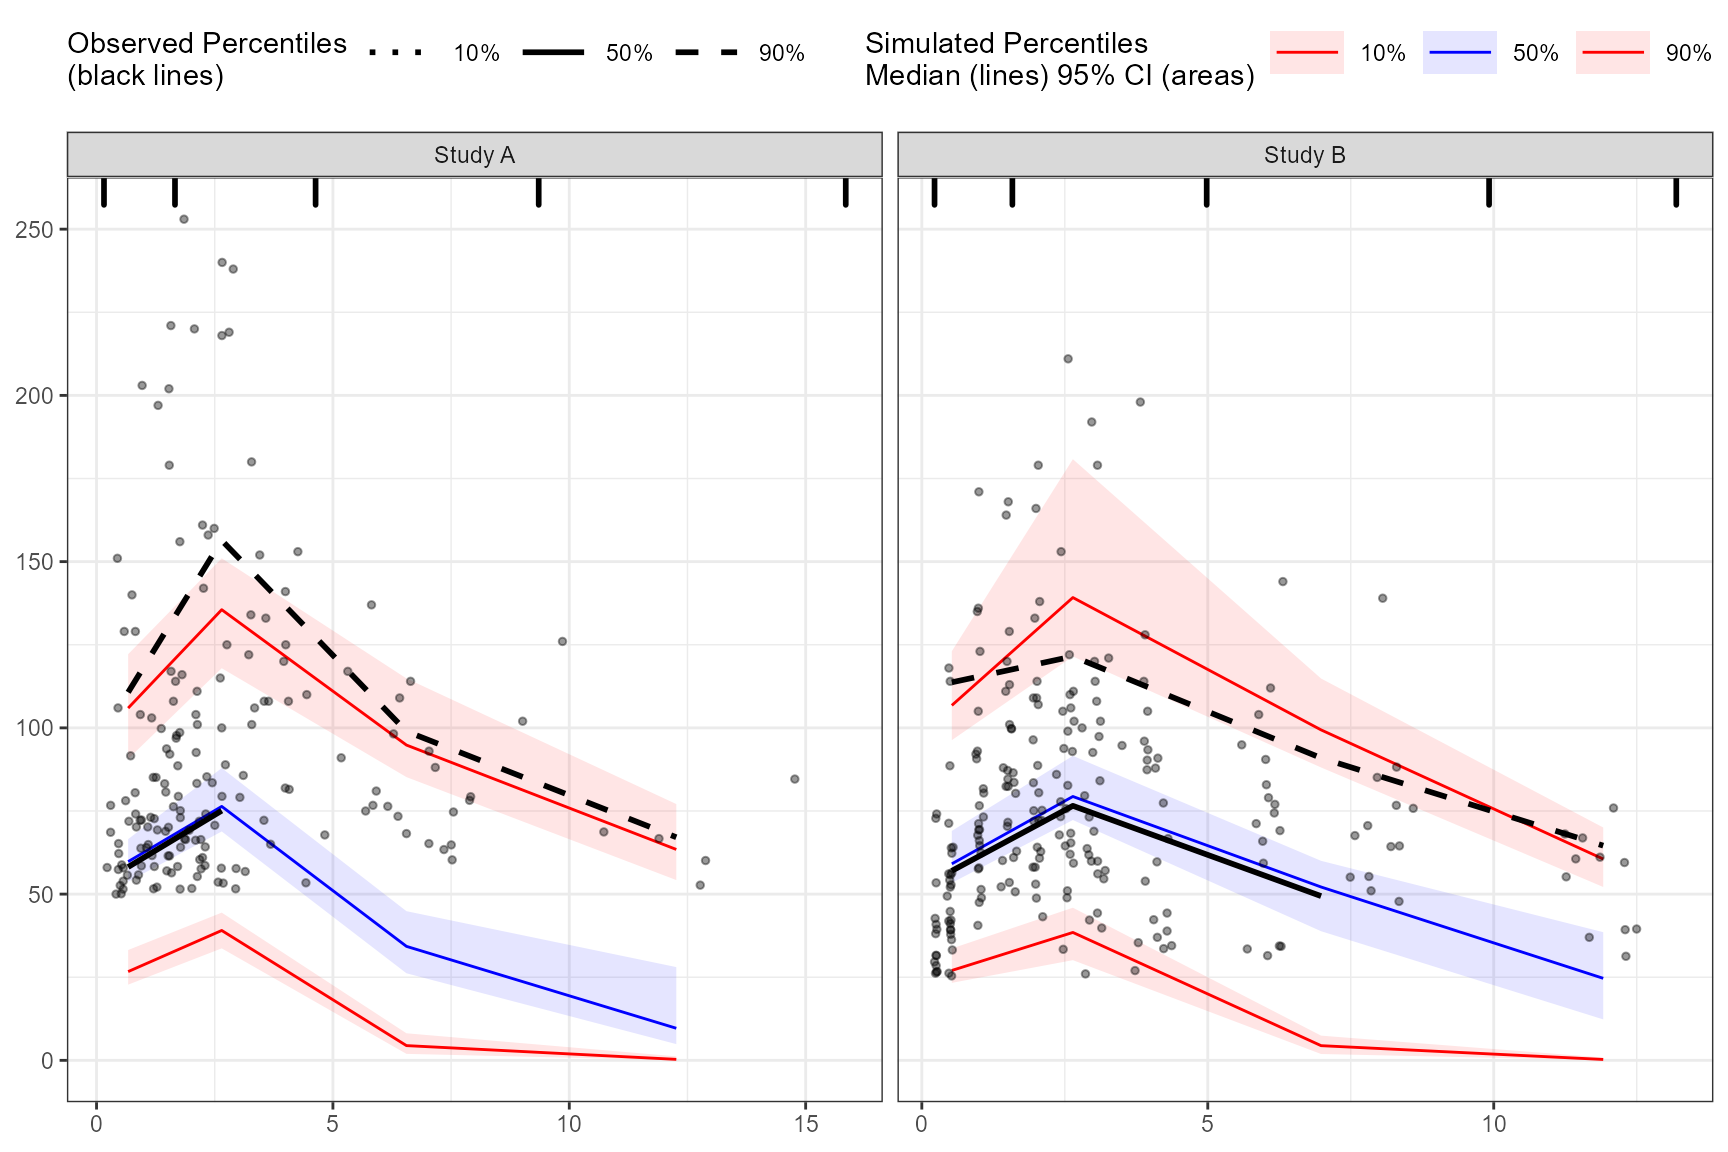 Observed Percentiles
(black lines)
10% 50% 90%
Simulated Percentiles
Median (lines) 95% CI (areas)
10% 50% 90%
Study A
Study B
250
200
150
100
50
0
0 5 10 15
0 5 10